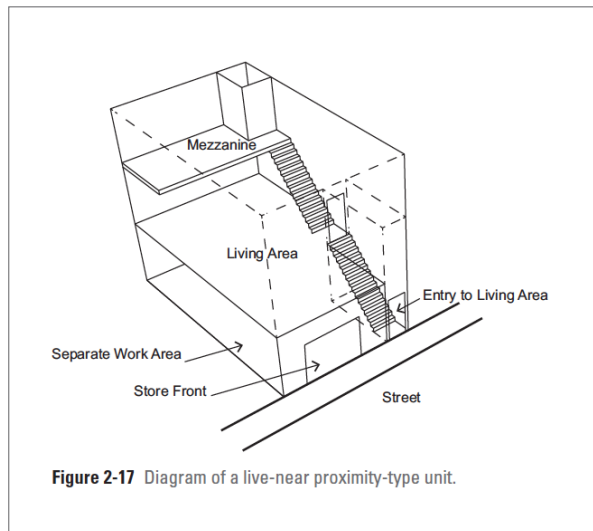 Mezzanine
Living Area
Entry to Living Area
Separate Work Area
Store Front
Street
Figure 2-17 Diagram of a live-near proximity-type unit.